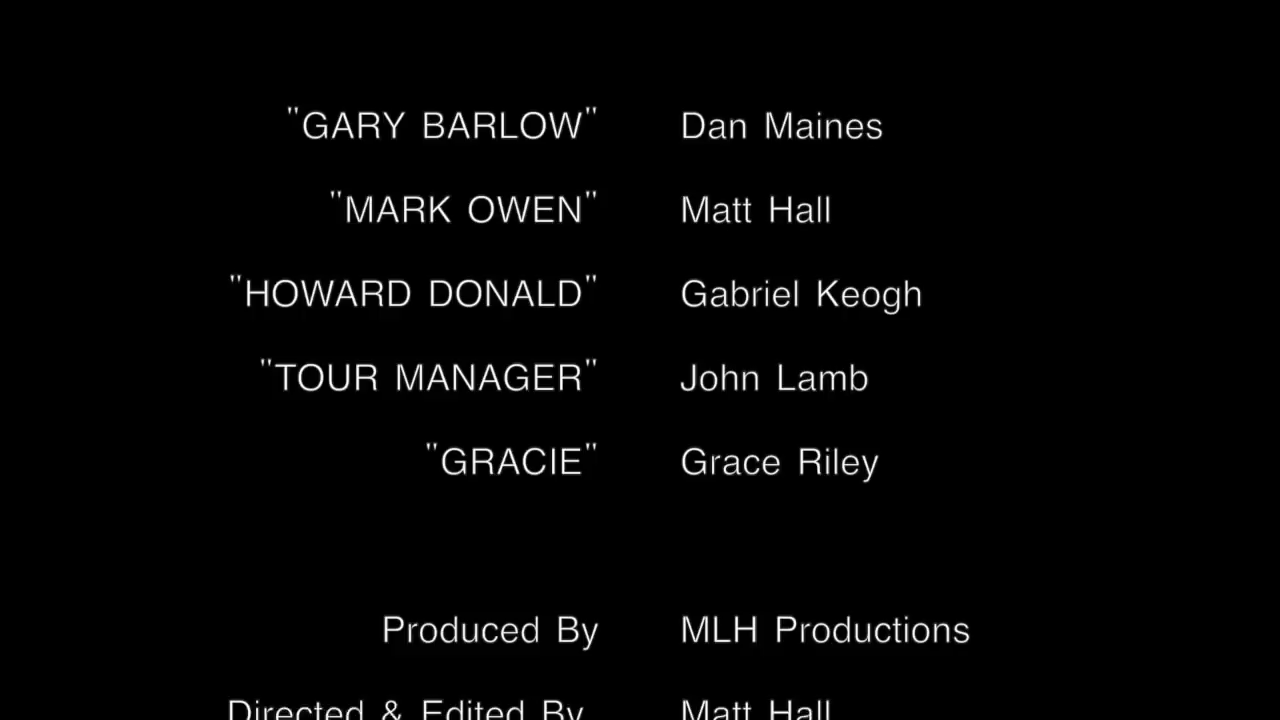 "GARY BARLOW" Dan Maines
"MARK OWEN" Matt Hall
"HOWARD DONALD" Gabriel Keogh
"TOUR MANAGER" John Lamb
"GRACIE" Grace Riley
Produced By MLH Productions
Directed & Edited By Matt Hall